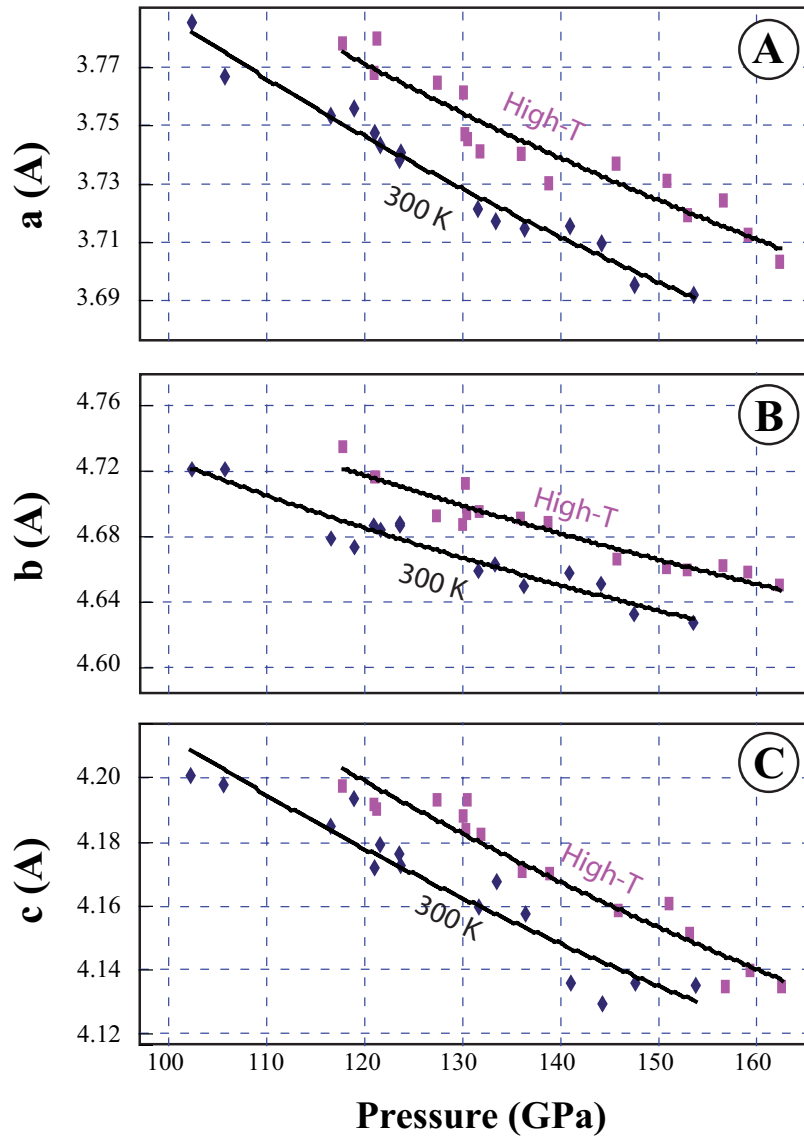 A
3.77
3.75
3.73
3.71
3.69
a (A)
High-T
300 K
B
4.76
4.72
4.68
4.64
4.60
b (A)
High-T
300 K
C
4.20
4.18
4.16
4.14
4.12
c (A)
High-T
300 K
100 110 120 130 140 150 160
Pressure (GPa)